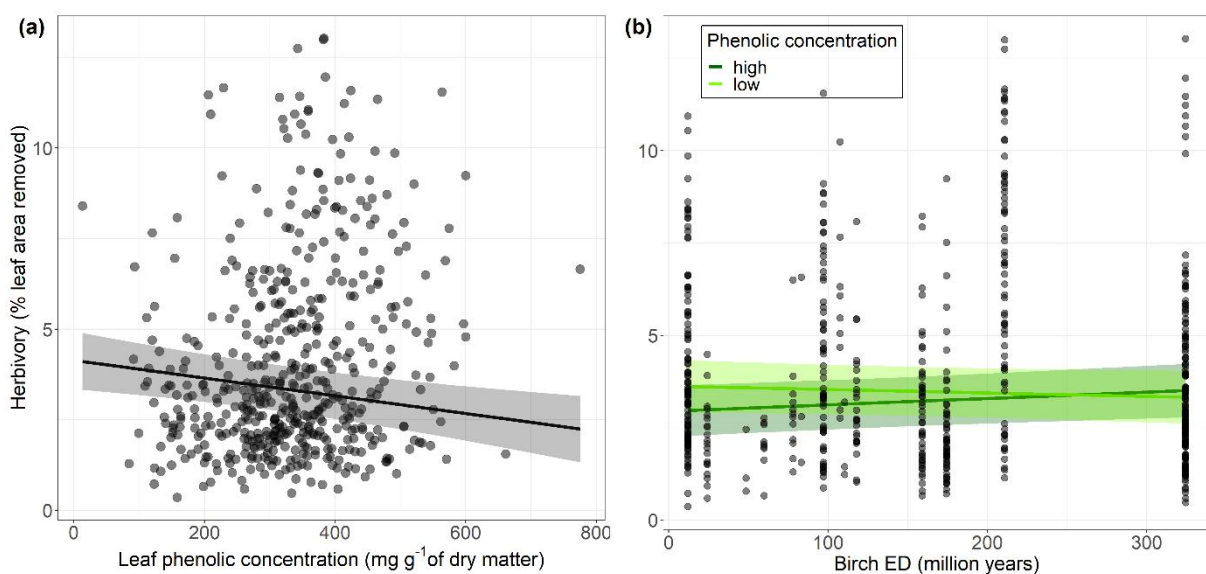 (a)
Herbivory (% leaf area removed)
10
5
0
0 200 400 600 800
Leaf phenolic concentration (mg g⁻¹of dry matter)
(b)
Phenolic concentration
high
low
10
5
0
0 100 200 300
Birch ED (million years)